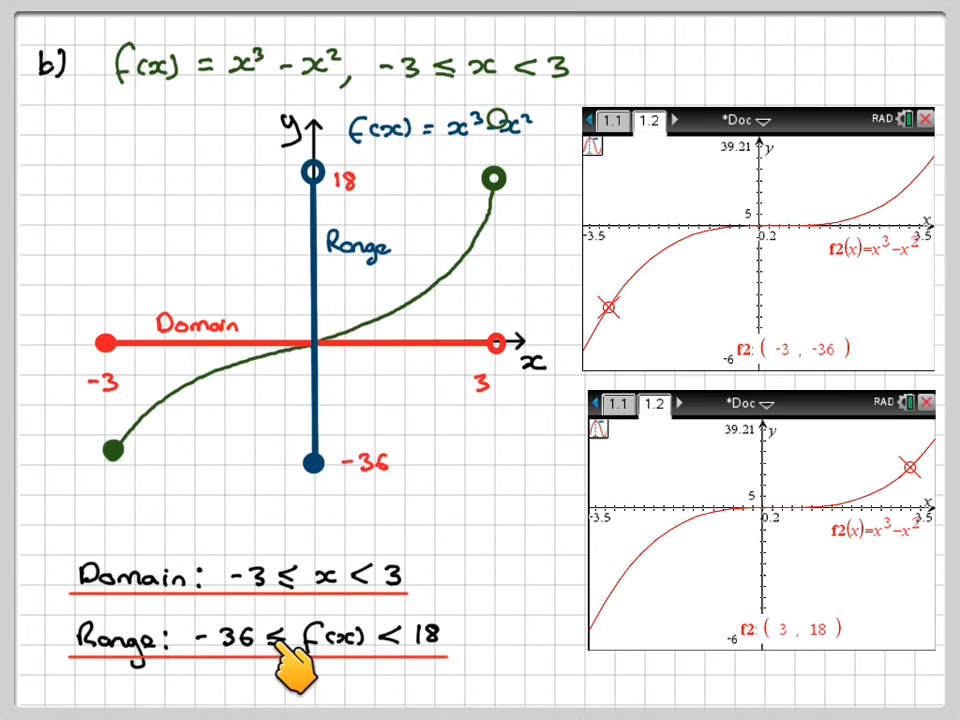 b) f(x) = x³ - x², -3 ≤ x < 3
y
f(x) = x³ - x²
18
Range
Domain
-3
3
x
-36
Domain: -3 ≤ x < 3
Range: -36 ≤ f(x) < 18
1.1 1.2 *Doc RAD
39.21 y
5
x
-3.5 0.2 3.5
f2(x)=x³-x²
f2: ( -3 , -36 )
-6
1.1 1.2 *Doc RAD
39.21 y
5
x
-3.5 0.2 3.5
f2(x)=x³-x²
f2: ( 3 , 18 )
-6